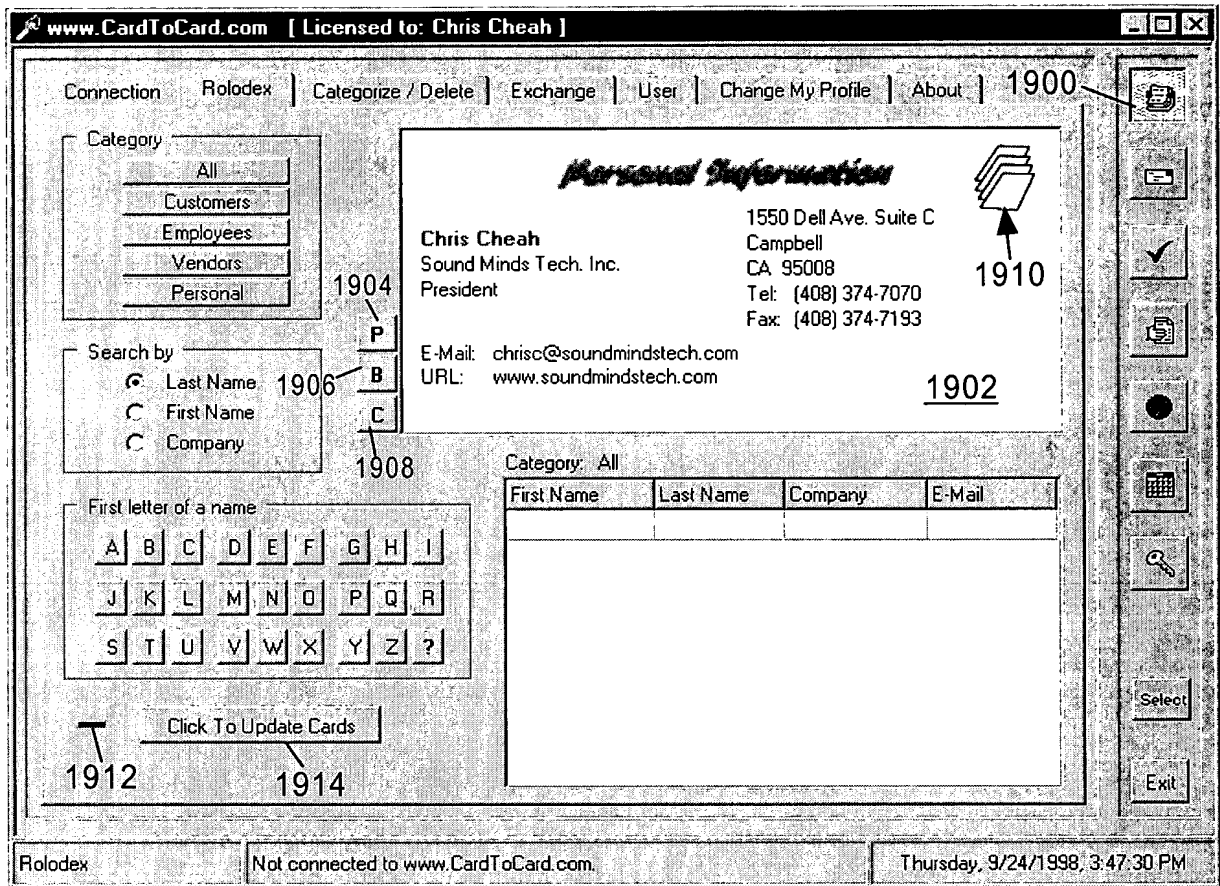 www.CardToCard.com [ Licensed to: Chris Cheah ]
Connection Rolodex Categorize / Delete Exchange User Change My Profile About 1900
Category
All
Customers
Employees
Vendors
Personal
Personal Information
Chris Cheah
Sound Minds Tech. Inc.
President
1550 Dell Ave. Suite C
Campbell
CA 95008
Tel: (408) 374-7070
Fax: (408) 374-7193
1910
E-Mail: chrisc@soundmindstech.com
URL: www.soundmindstech.com
1902
1904
P
1906
B
C
1908
Search by
Last Name
First Name
Company
First letter of a name
A B C D E F G H I
J K L M N O P Q R
S T U V W X Y Z ?
Category: All
First Name Last Name Company E-Mail
Click To Update Cards
1912
1914
Select
Exit
Rolodex Not connected to www.CardToCard.com. Thursday, 9/24/1998, 3:47:30 PM